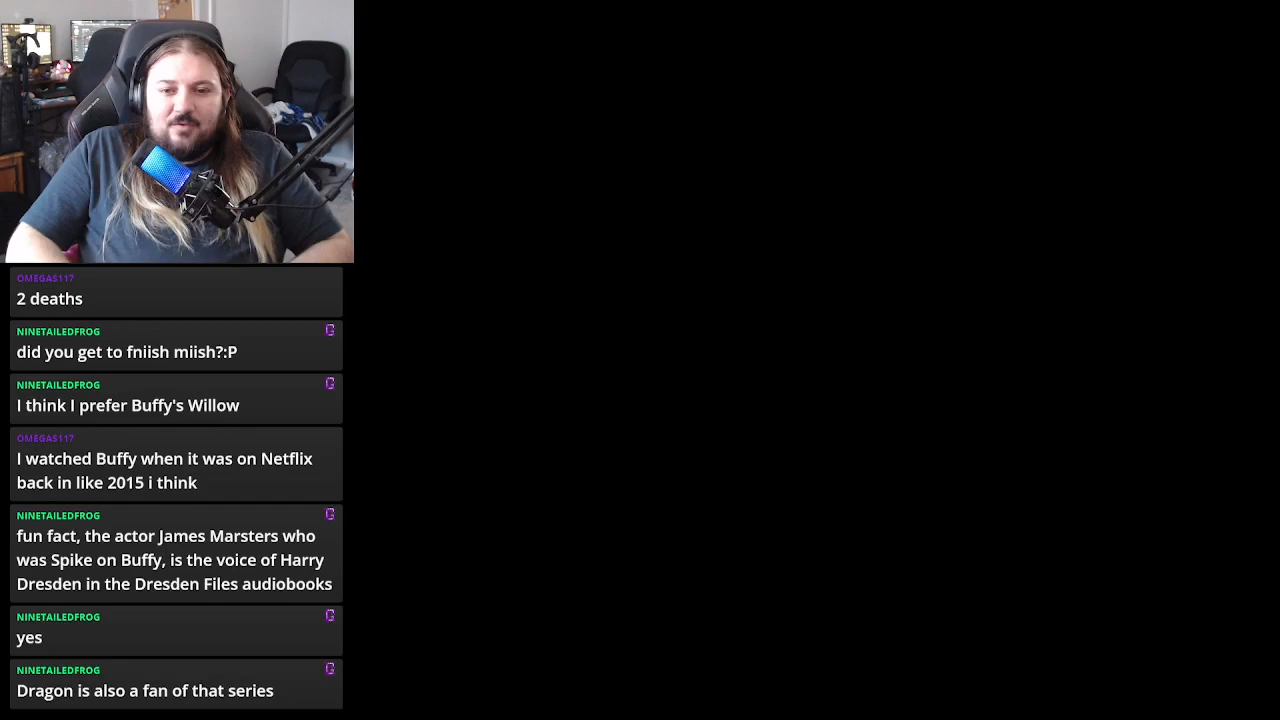 OMEGAS117
2 deaths
NINETAILEDFROG
did you get to fniish miish?:P
NINETAILEDFROG
I think I prefer Buffy's Willow
OMEGAS117
I watched Buffy when it was on Netflix
back in like 2015 i think
NINETAILEDFROG
fun fact, the actor James Marsters who
was Spike on Buffy, is the voice of Harry
Dresden in the Dresden Files audiobooks
NINETAILEDFROG
yes
NINETAILEDFROG
Dragon is also a fan of that series